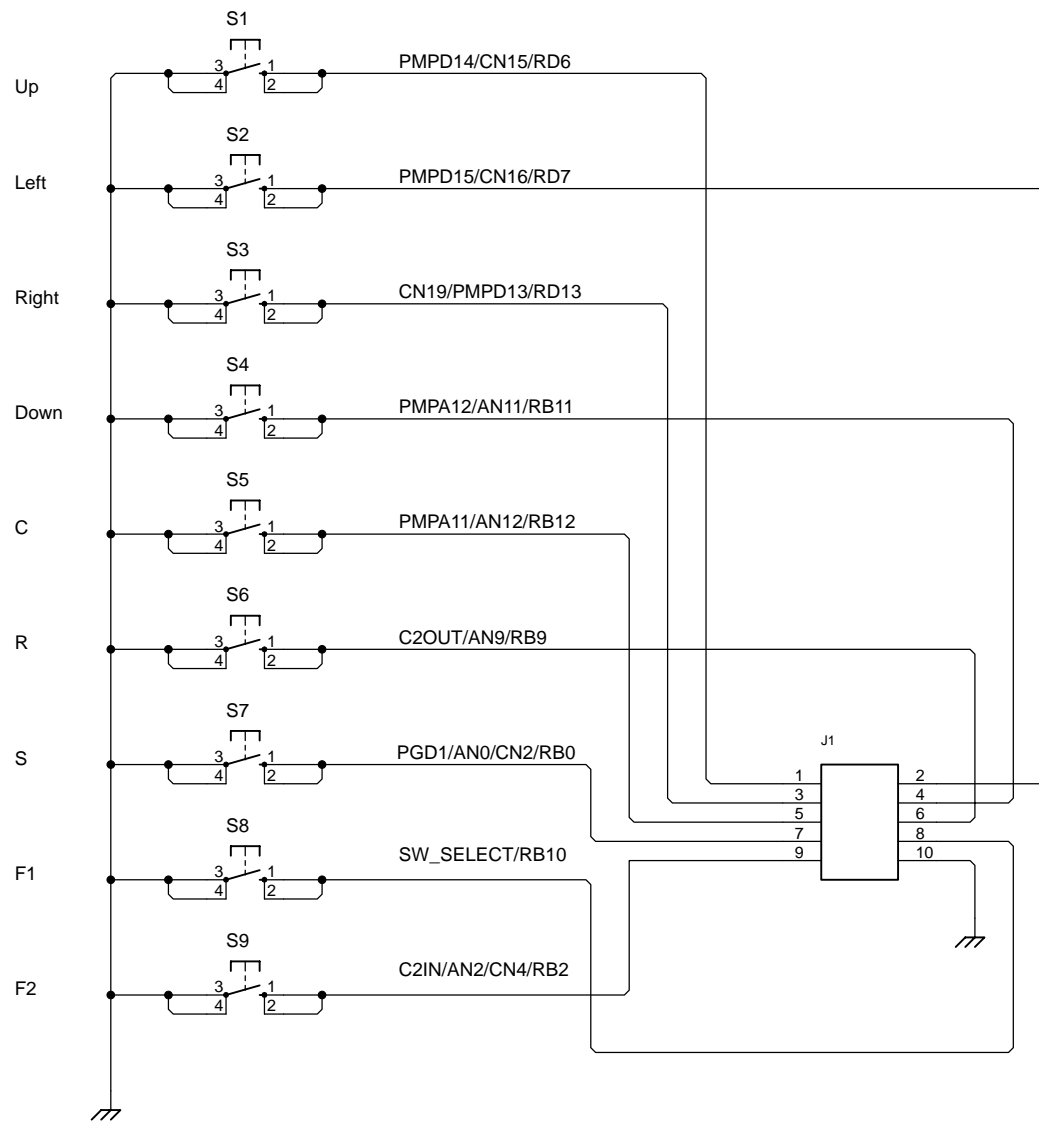 S1
3 1 PMPD14/CN15/RD6
Up 4 2
S2
Left 3 1 PMPD15/CN16/RD7
4 2
S3
Right 3 1 CN19/PMPD13/RD13
4 2
S4
Down 3 1 PMPA12/AN11/RB11
4 2
S5
C 3 1 PMPA11/AN12/RB12
4 2
S6
R 3 1 C2OUT/AN9/RB9
4 2
S7
J1
S 3 1 PGD1/AN0/CN2/RB0
4 2
1 2
3 4
5 6
7 8
9 10
S8
F1 3 1 SW_SELECT/RB10
4 2
S9
F2 3 1 C2IN/AN2/CN4/RB2
4 2